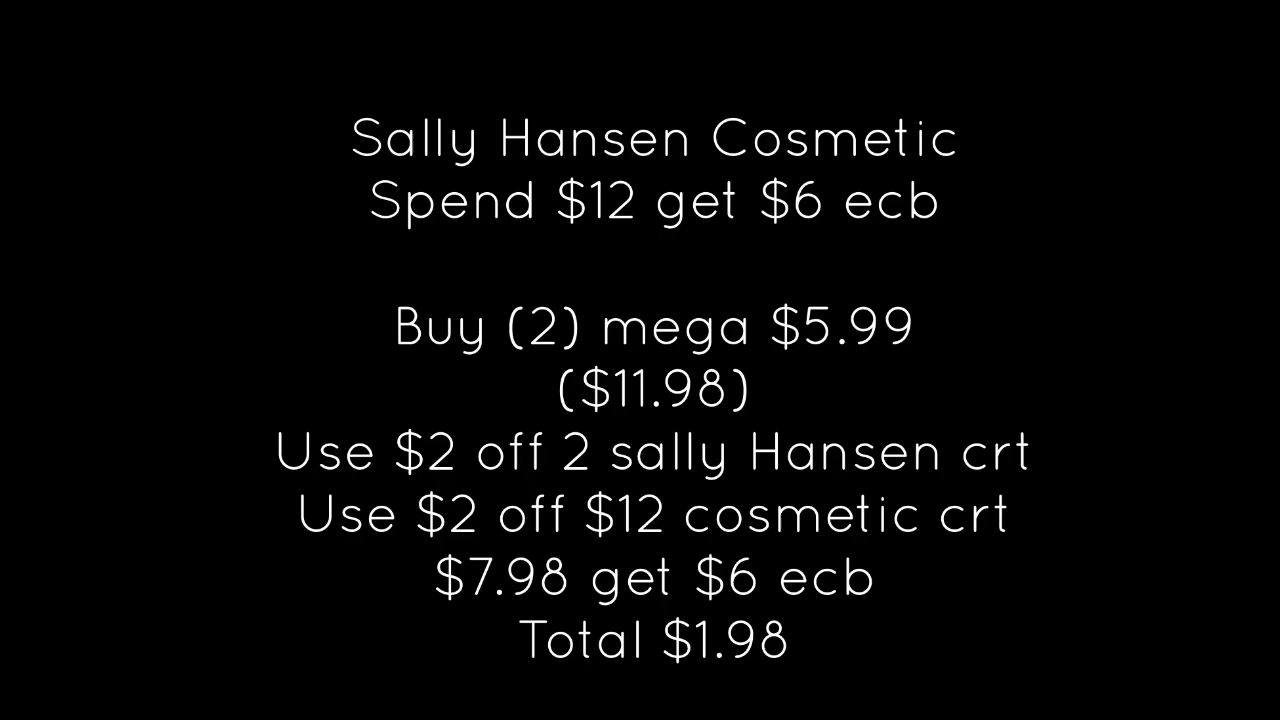 Sally Hansen Cosmetic
Spend $12 get $6 ecb
Buy (2) mega $5.99
($11.98)
Use $2 off 2 sally Hansen crt
Use $2 off $12 cosmetic crt
$7.98 get $6 ecb
Total $1.98